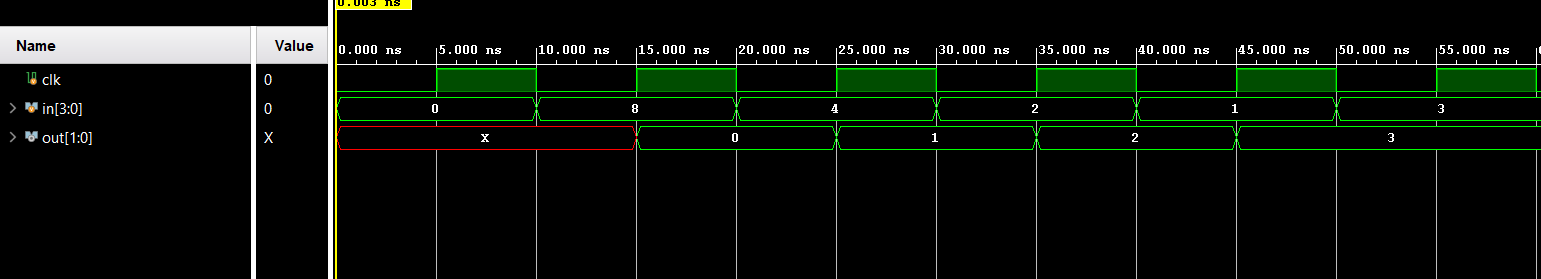 0.003 ns
Name Value
0.000 ns 5.000 ns 10.000 ns 15.000 ns 20.000 ns 25.000 ns 30.000 ns 35.000 ns 40.000 ns 45.000 ns 50.000 ns 55.000 ns
clk 0
in[3:0] 0 0 8 4 2 1 3
out[1:0] X X 0 1 2 3